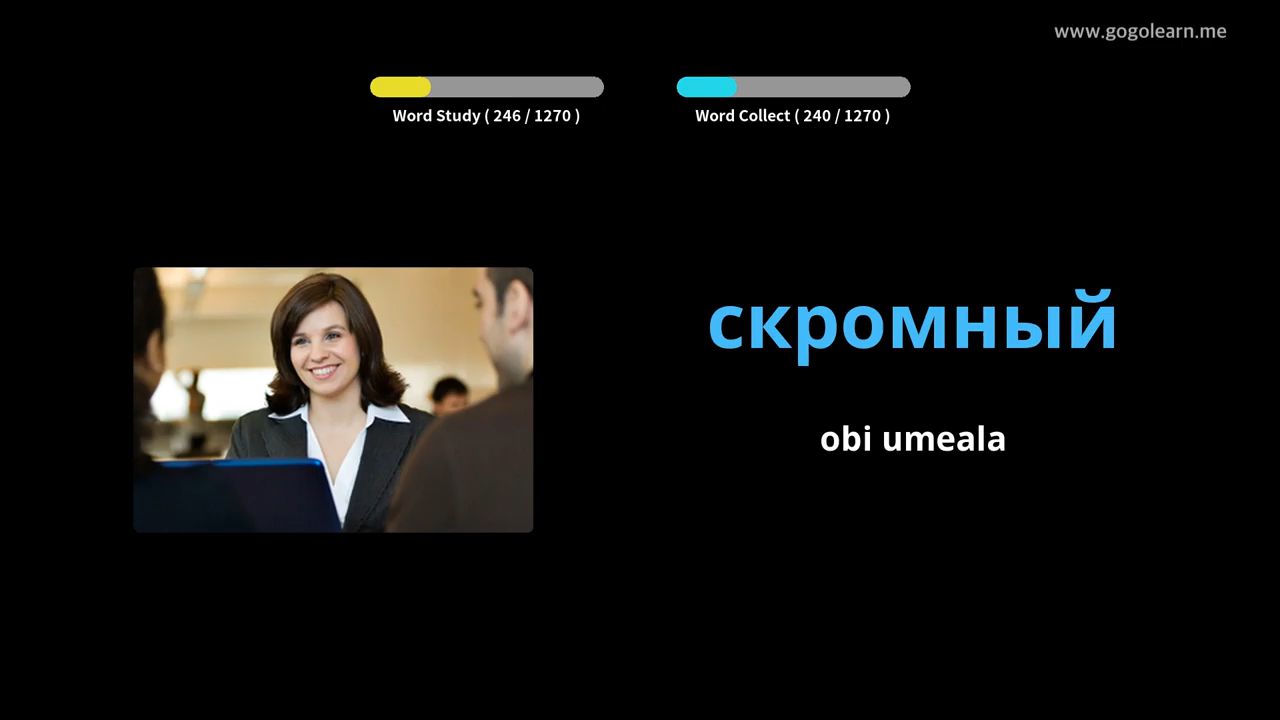 www.gogolearn.me
Word Study ( 246 / 1270 )
Word Collect ( 240 / 1270 )
скромный
obi umeala